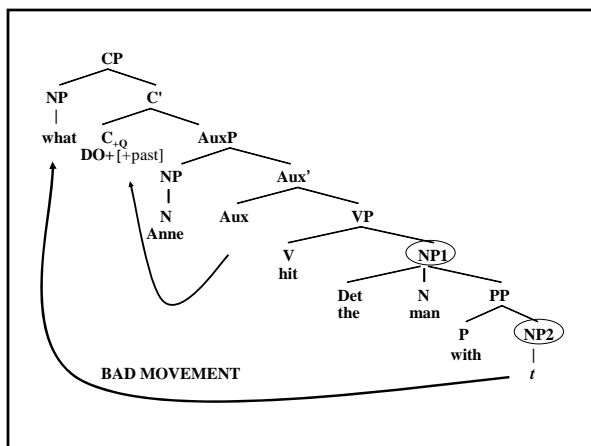 CP
NP C'
what C+Q AuxP
DO+[+past]
NP Aux'
N Aux VP
Anne
V NP1
hit
Det N PP
the man
P NP2
with
BAD MOVEMENT t